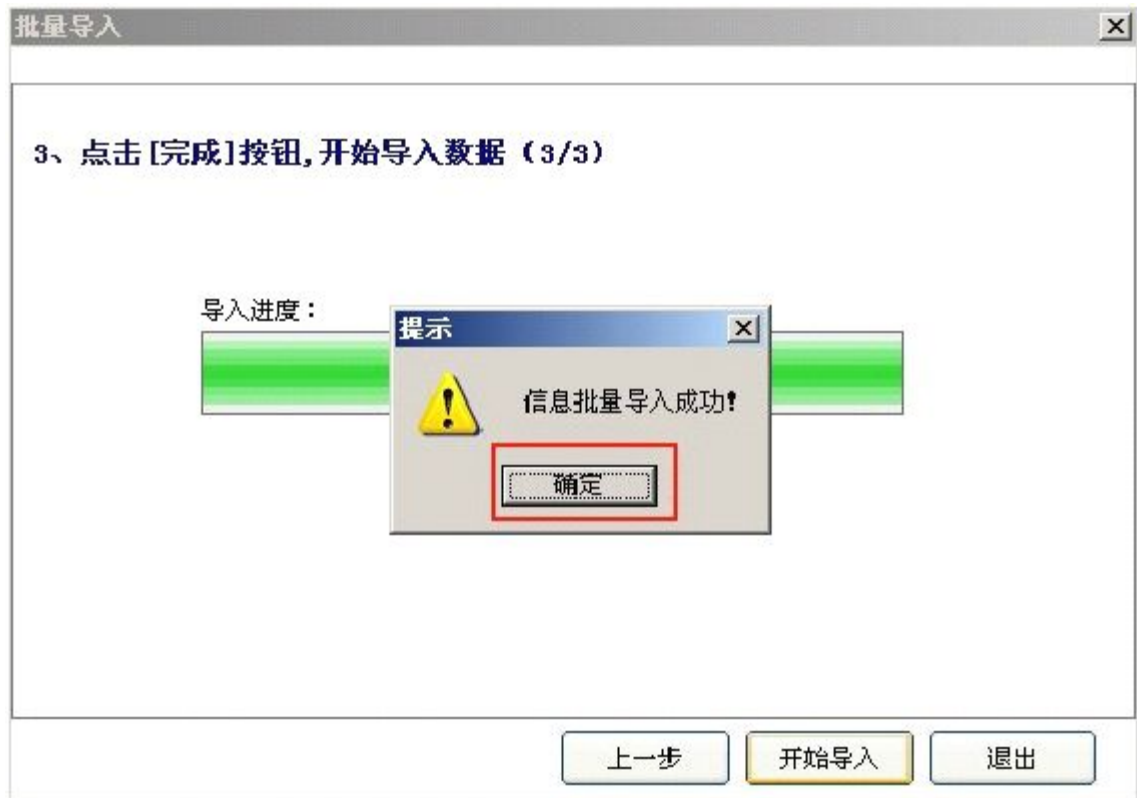 批量导入
3、点击[完成]按钮,开始导入数据（3/3）
导入进度：
提示
信息批量导入成功!
确定
上一步
开始导入
退出